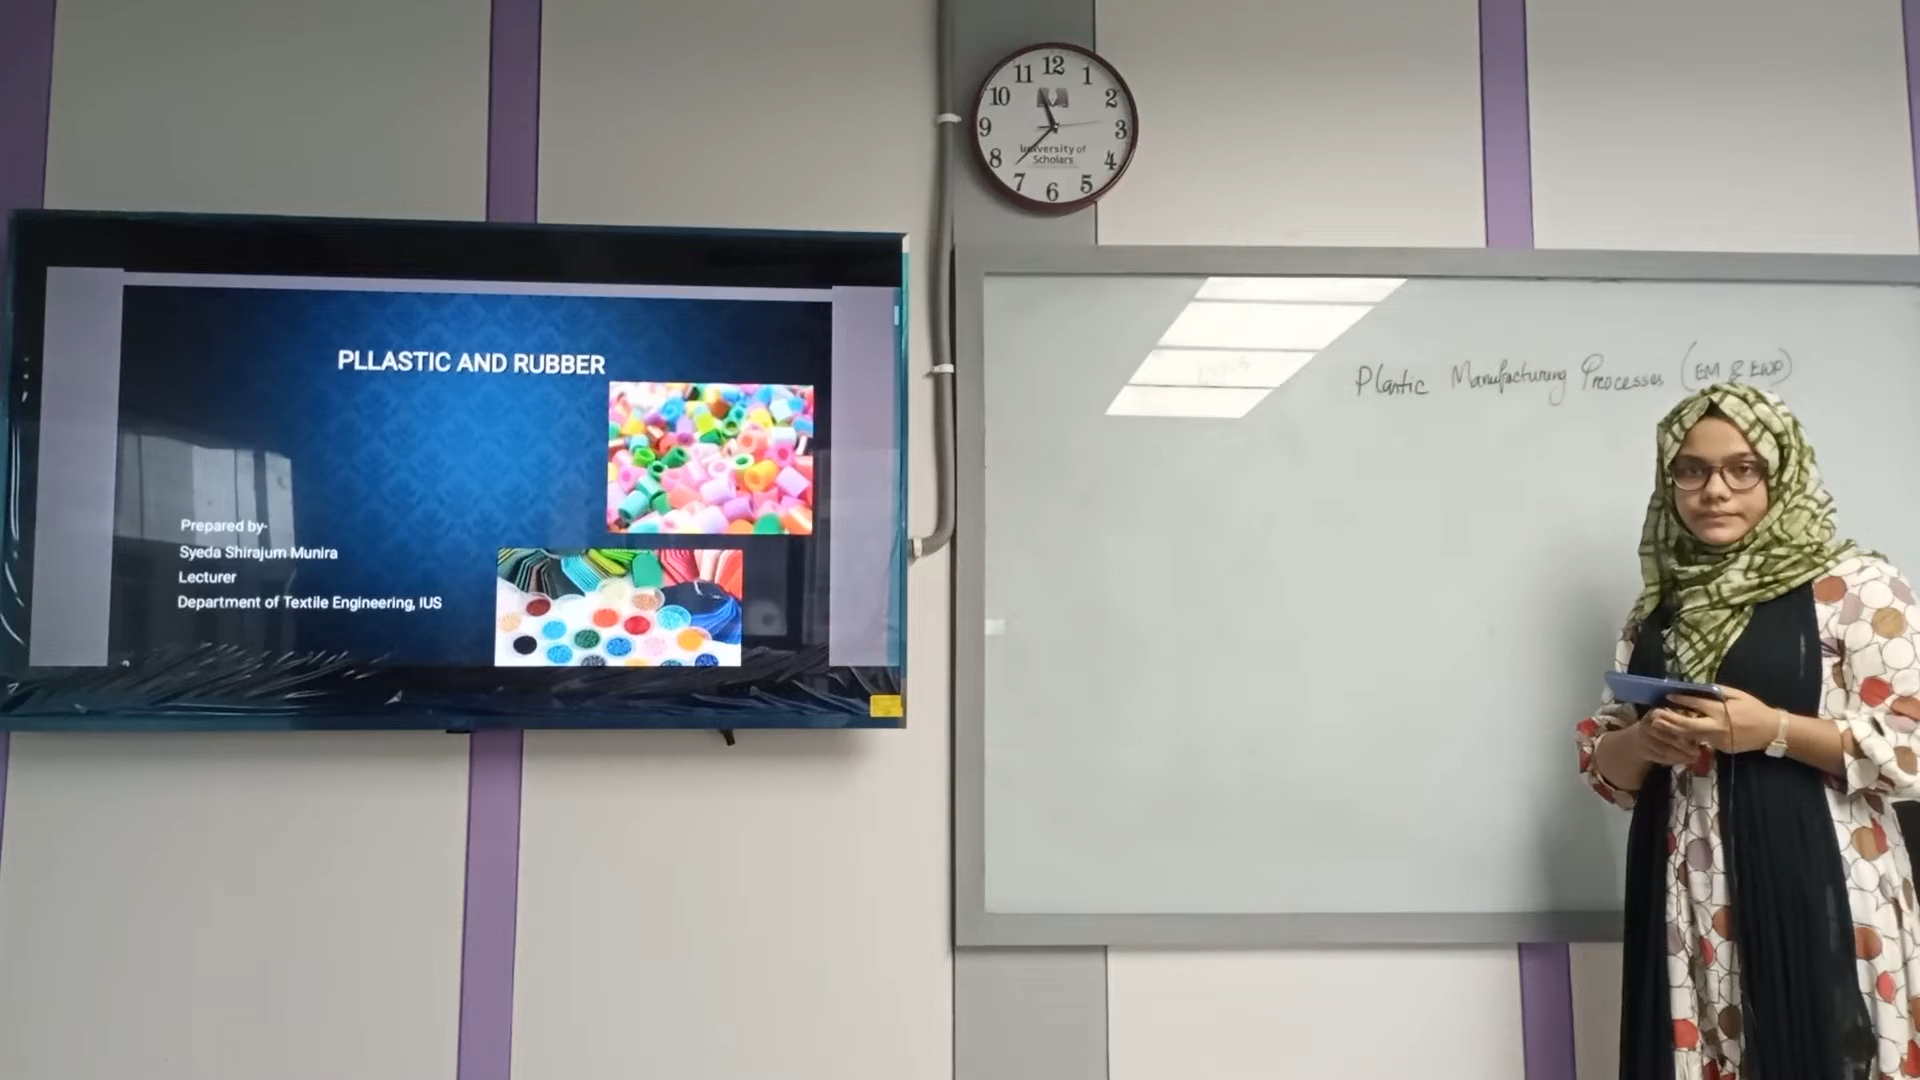 PLLASTIC AND RUBBER
Prepared by-
Syeda Shirajum Munira
Lecturer
Department of Textile Engineering, IUS
12
1
2
3
4
5
6
7
8
9
10
11
University of
Scholars
Plastic Manufacturing Processes (EM & EWP)